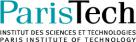 ParisTech
INSTITUT DES SCIENCES ET TECHNOLOGIES
PARIS INSTITUTE OF TECHNOLOGY